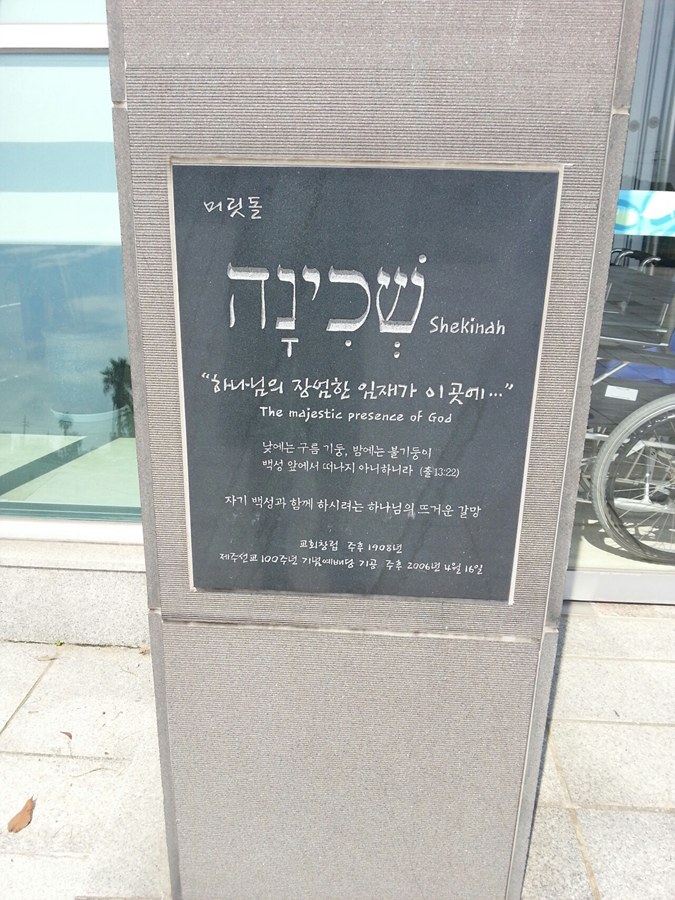 머릿돌
שְׁכִינָה Shekinah
"하나님의 장엄한 임재가 이곳에..."
The majestic presence of God
낮에는 구름 기둥, 밤에는 불기둥이
백성 앞에서 떠나지 아니하니라 (출 13:22)
자기 백성과 함께 하시려는 하나님의 뜨거운 갈망
교회창립 주후 1908년
제주선교 100주년 기념예배당 기공 주후 2006년 4월 16일